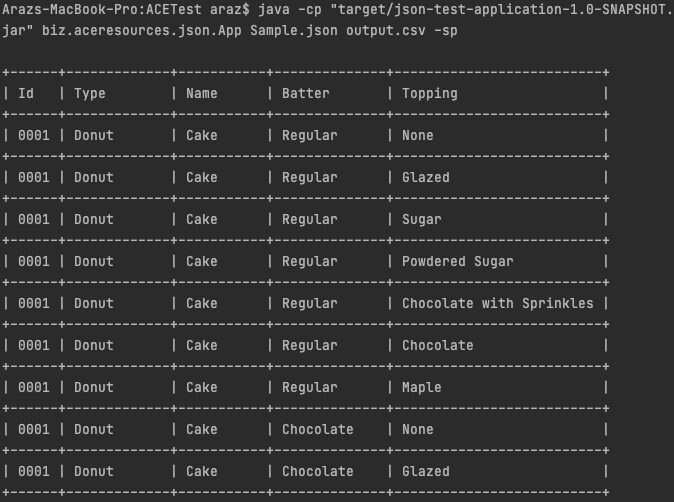 Arazs-MacBook-Pro:ACETest araz$ java -cp "target/json-test-application-1.0-SNAPSHOT.
jar" biz.aceresources.json.App Sample.json output.csv -sp
+------+-------------+-----------+--------------+--------------------------+
| Id   | Type        | Name      | Batter       | Topping                  |
+------+-------------+-----------+--------------+--------------------------+
| 0001 | Donut       | Cake      | Regular      | None                     |
+------+-------------+-----------+--------------+--------------------------+
| 0001 | Donut       | Cake      | Regular      | Glazed                   |
+------+-------------+-----------+--------------+--------------------------+
| 0001 | Donut       | Cake      | Regular      | Sugar                    |
+------+-------------+-----------+--------------+--------------------------+
| 0001 | Donut       | Cake      | Regular      | Powdered Sugar           |
+------+-------------+-----------+--------------+--------------------------+
| 0001 | Donut       | Cake      | Regular      | Chocolate with Sprinkles |
+------+-------------+-----------+--------------+--------------------------+
| 0001 | Donut       | Cake      | Regular      | Chocolate                |
+------+-------------+-----------+--------------+--------------------------+
| 0001 | Donut       | Cake      | Regular      | Maple                    |
+------+-------------+-----------+--------------+--------------------------+
| 0001 | Donut       | Cake      | Chocolate    | None                     |
+------+-------------+-----------+--------------+--------------------------+
| 0001 | Donut       | Cake      | Chocolate    | Glazed                   |
+------+-------------+-----------+--------------+--------------------------+